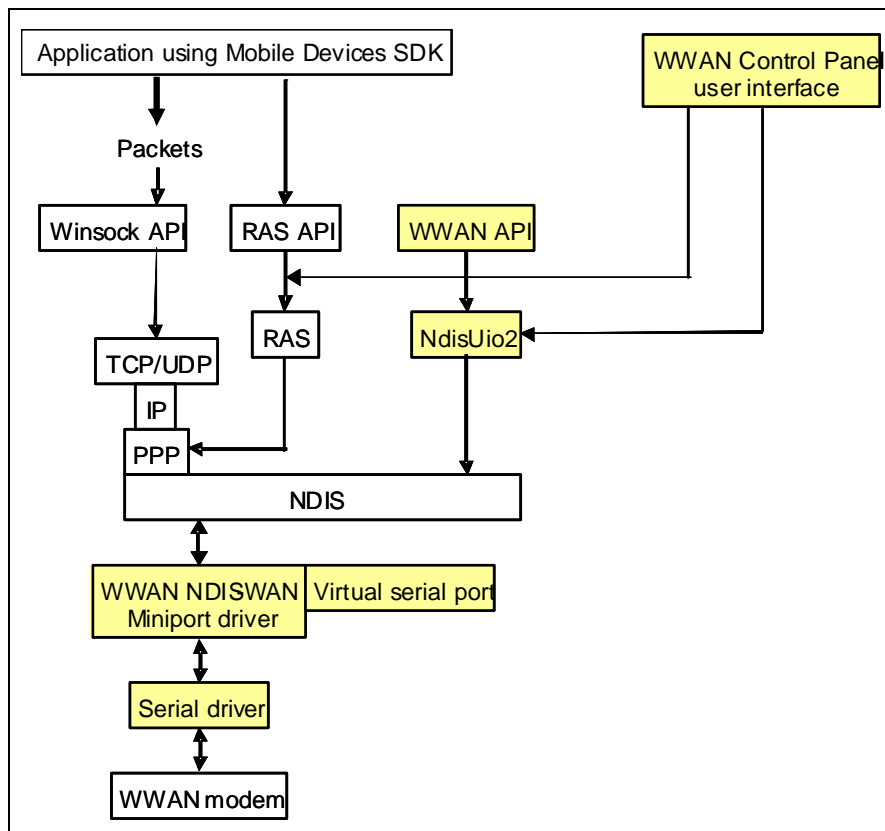 Application using Mobile Devices SDK
WWAN Control Panel
user interface
Packets
Winsock API
RAS API
WWAN API
RAS
NdisUio2
TCP/UDP
IP
PPP
NDIS
WWAN NDISWAN
Miniport driver
Virtual serial port
Serial driver
WWAN modem